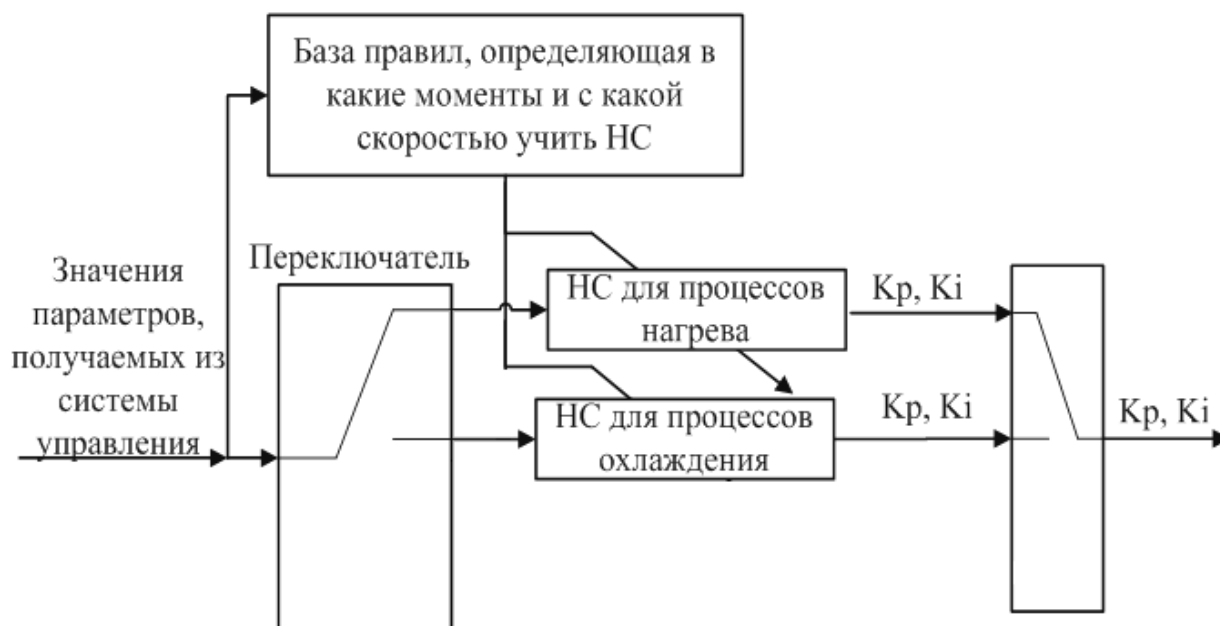 База правил, определяющая в
какие моменты и с какой
скоростью учить НС
Переключатель
Значения
параметров,
получаемых из
системы
управления
НС для процессов
нагрева
Kp, Ki
НС для процессов
охлаждения
Kp, Ki
Kp, Ki